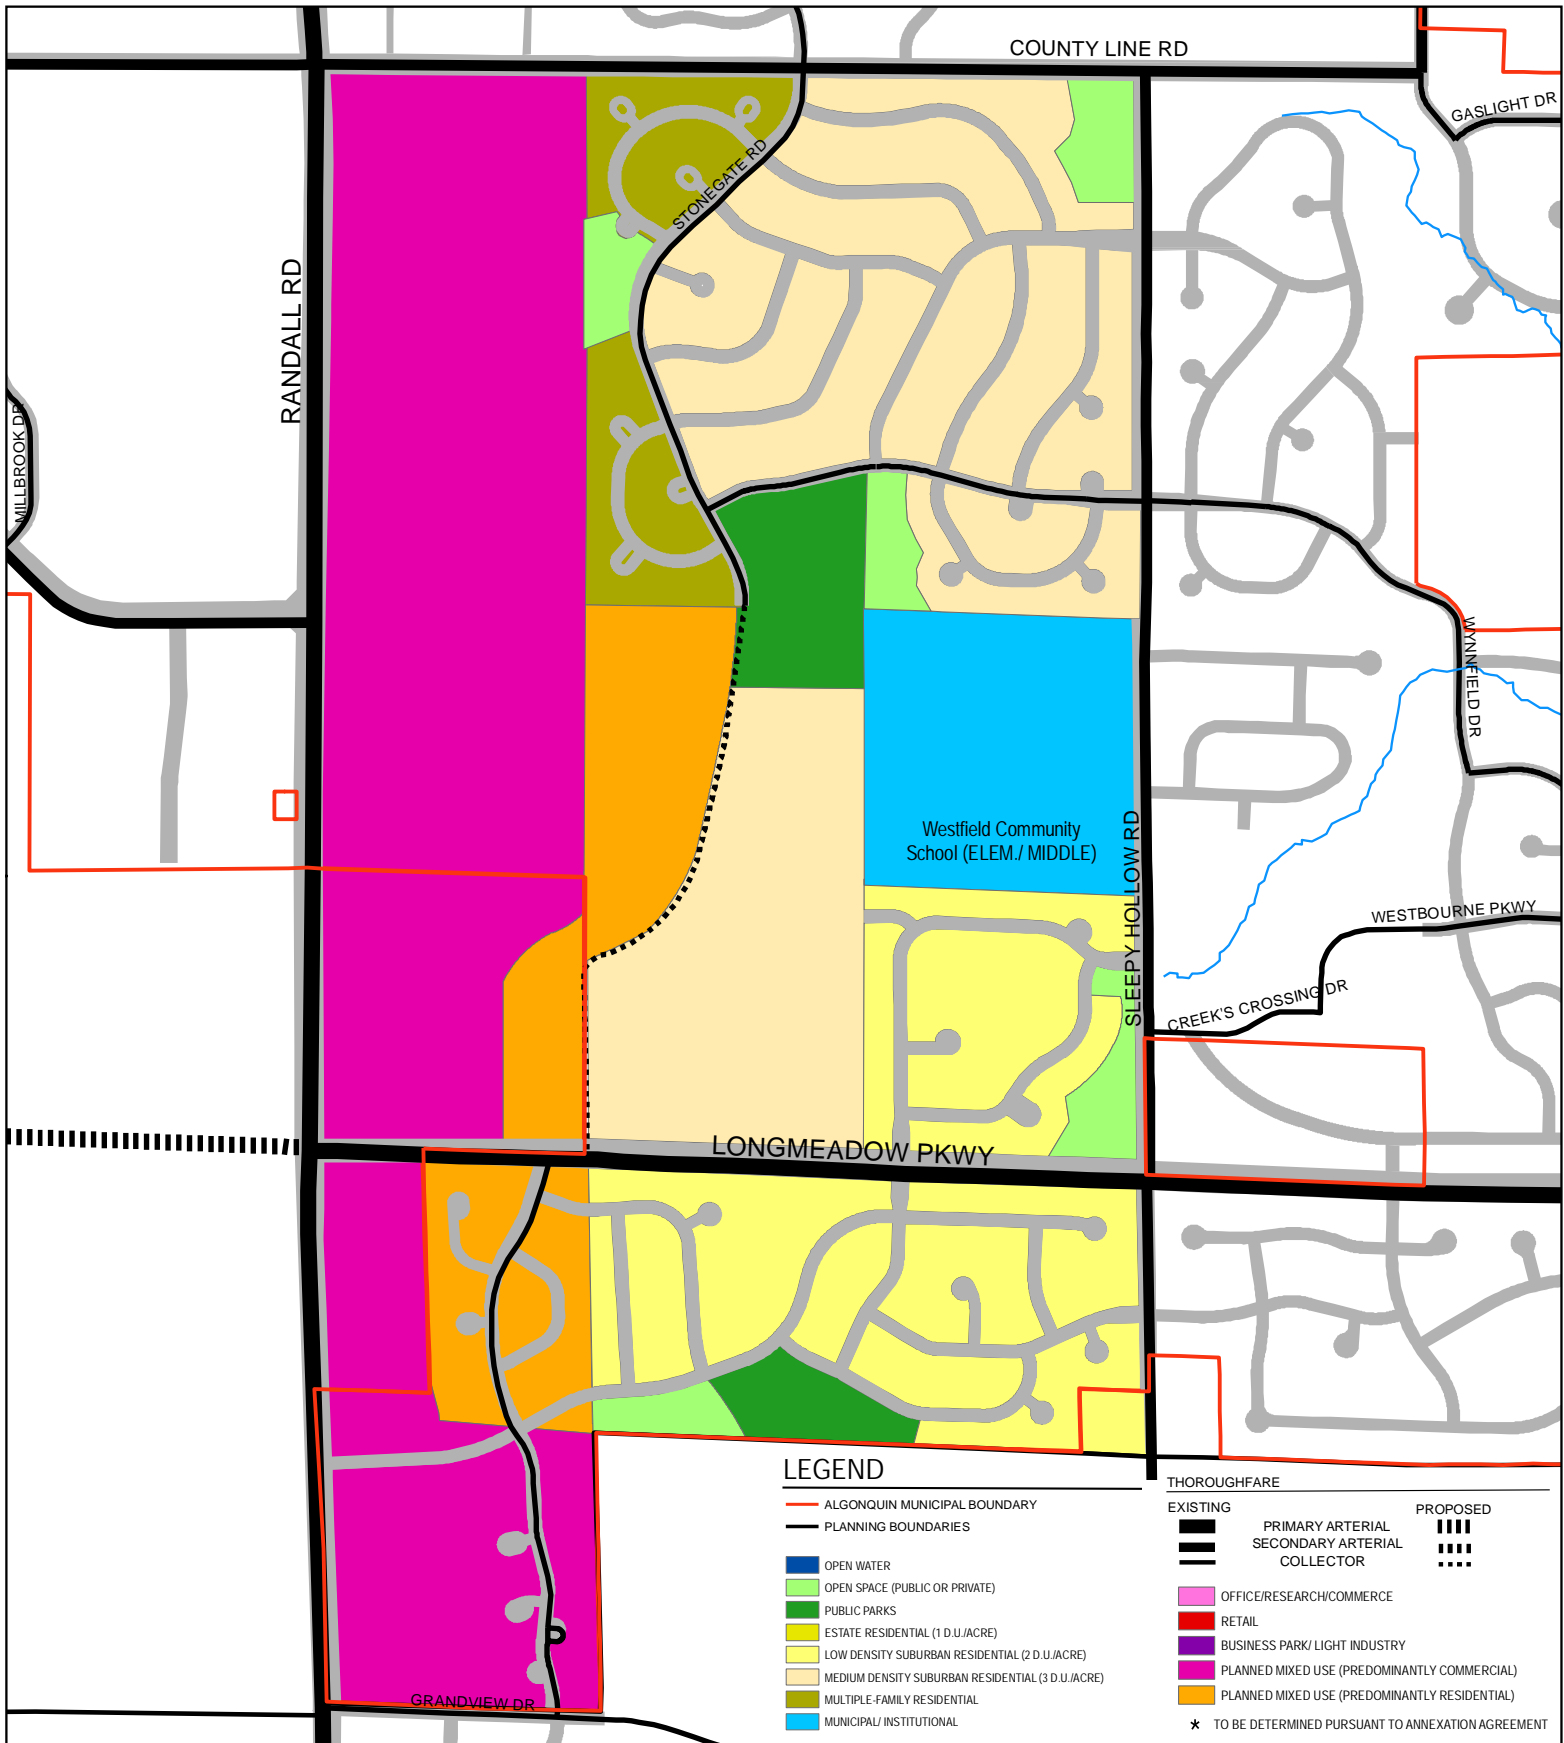 COUNTY LINE RD
GASLIGHT DR
STONEGATE RD
RANDALL RD
MILLBROOK DR
WYNNFIELD DR
Westfield Community
School (ELEM./ MIDDLE)
SLEEPY HOLLOW RD
WESTBOURNE PKWY
CREEK'S CROSSING DR
LONGMEADOW PKWY
GRANDVIEW DR
LEGEND
ALGONQUIN MUNICIPAL BOUNDARY
PLANNING BOUNDARIES
OPEN WATER
OPEN SPACE (PUBLIC OR PRIVATE)
PUBLIC PARKS
ESTATE RESIDENTIAL (1 D.U./ACRE)
LOW DENSITY SUBURBAN RESIDENTIAL (2 D.U./ACRE)
MEDIUM DENSITY SUBURBAN RESIDENTIAL (3 D.U./ACRE)
MULTIPLE-FAMILY RESIDENTIAL
MUNICIPAL/ INSTITUTIONAL
THOROUGHFARE
EXISTING PROPOSED
PRIMARY ARTERIAL
SECONDARY ARTERIAL
COLLECTOR
OFFICE/RESEARCH/COMMERCE
RETAIL
BUSINESS PARK/ LIGHT INDUSTRY
PLANNED MIXED USE (PREDOMINANTLY COMMERCIAL)
PLANNED MIXED USE (PREDOMINANTLY RESIDENTIAL)
* TO BE DETERMINED PURSUANT TO ANNEXATION AGREEMENT